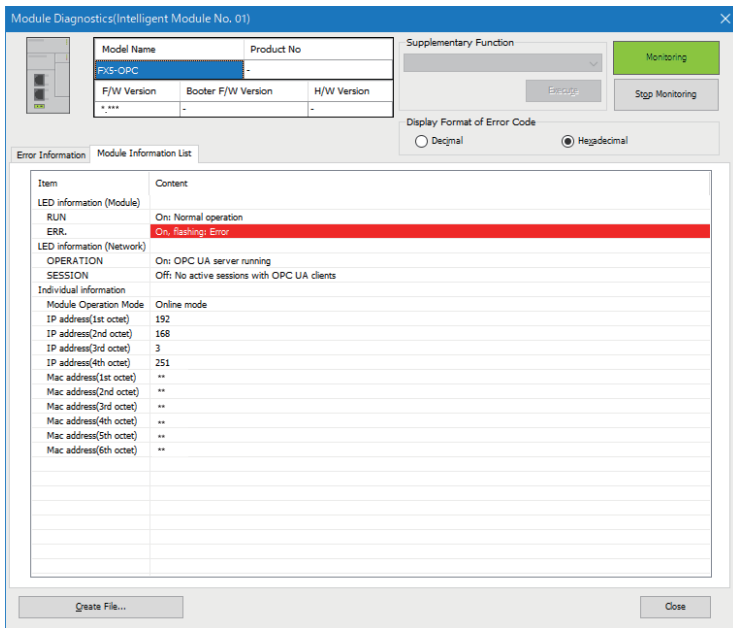 Module Diagnostics(Intelligent Module No. 01)
Model Name Product No
FX5-OPC -
F/W Version Booter F/W Version H/W Version
*.*** - -
Supplementary Function
Execute
Monitoring
Stop Monitoring
Display Format of Error Code
Decimal Hexadecimal
Error Information Module Information List
Item Content
LED information (Module)
RUN On: Normal operation
ERR. On, flashing: Error
LED information (Network)
OPERATION On: OPC UA server running
SESSION Off: No active sessions with OPC UA clients
Individual information
Module Operation Mode Online mode
IP address(1st octet) 192
IP address(2nd octet) 168
IP address(3rd octet) 3
IP address(4th octet) 251
Mac address(1st octet) **
Mac address(2nd octet) **
Mac address(3rd octet) **
Mac address(4th octet) **
Mac address(5th octet) **
Mac address(6th octet) **
Create File... Close